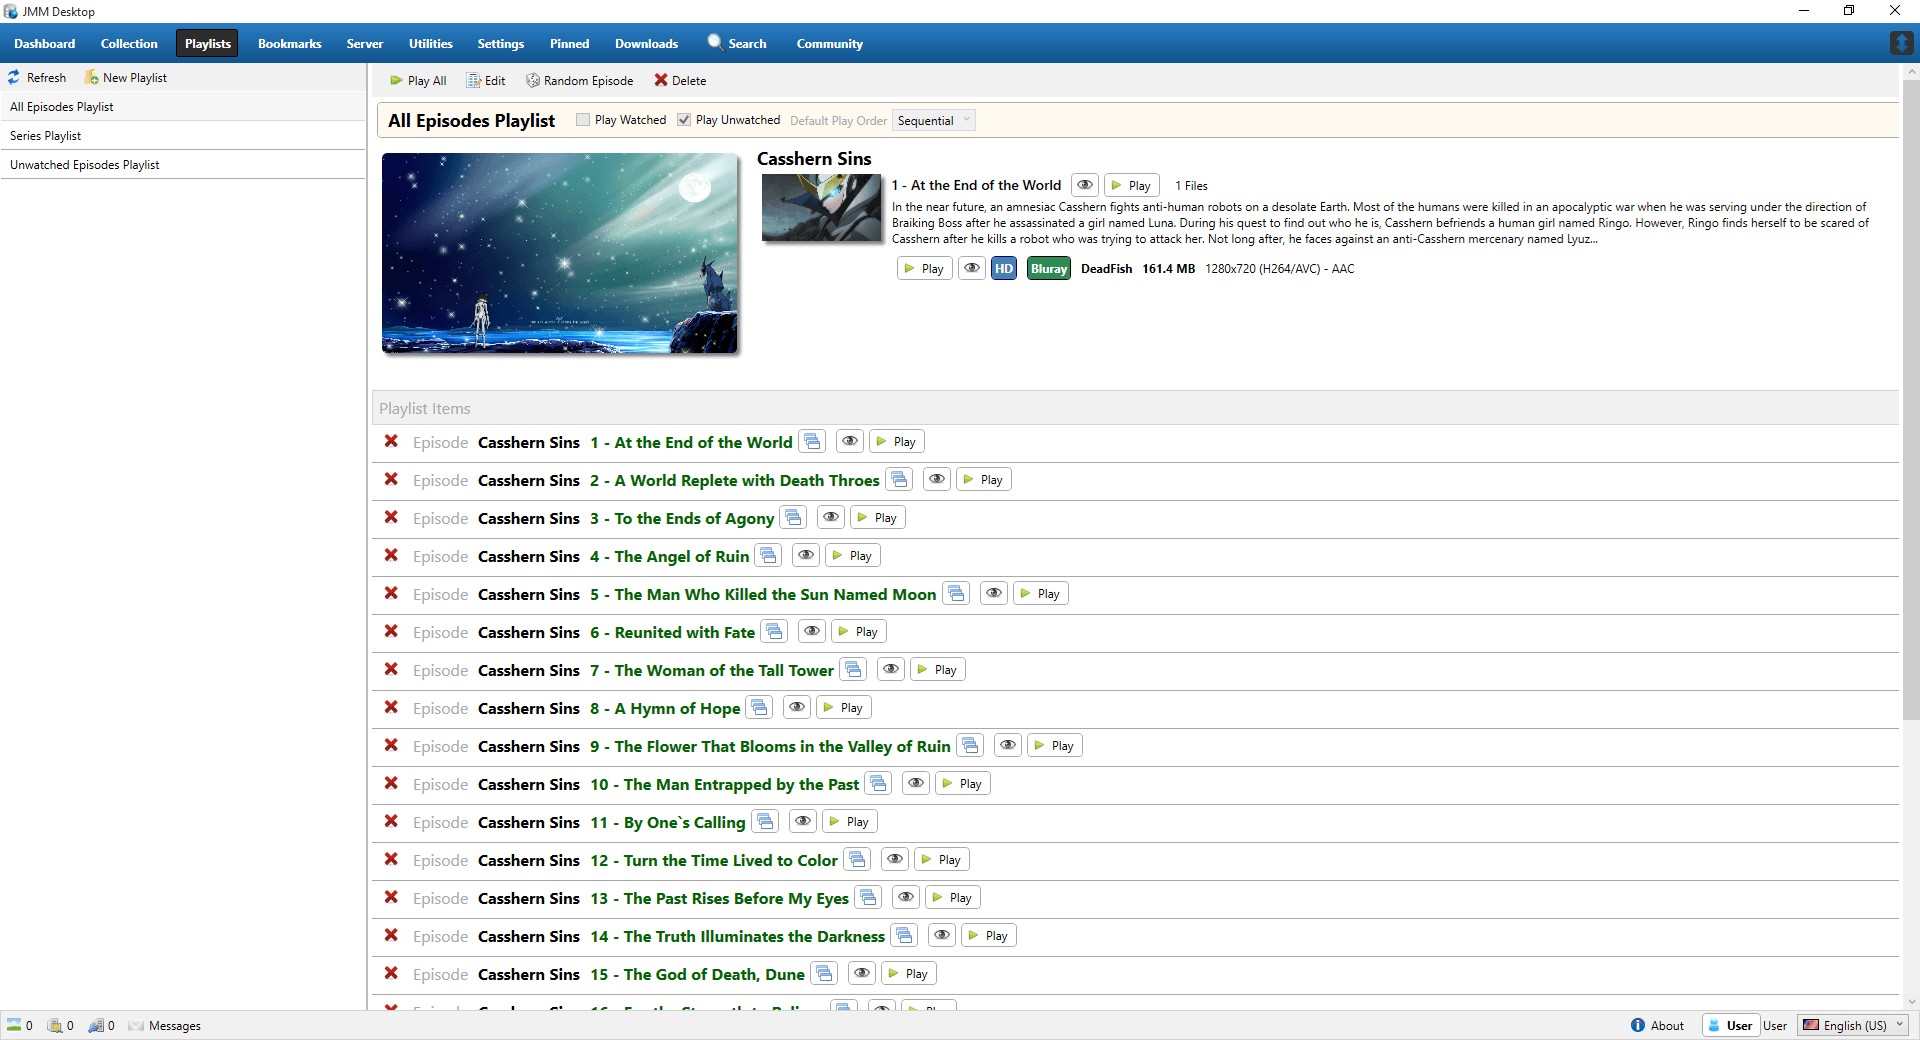 JMM Desktop
Dashboard Collection Playlists Bookmarks Server Utilities Settings Pinned Downloads Search Community
Refresh New Playlist
All Episodes Playlist
Series Playlist
Unwatched Episodes Playlist
Play All Edit Random Episode Delete
All Episodes Playlist Play Watched Play Unwatched Default Play Order Sequential
Casshern Sins
1 - At the End of the World Play 1 Files
In the near future, an amnesiac Casshern fights anti-human robots on a desolate Earth. Most of the humans were killed in an apocalyptic war when he was serving under the direction of
Braiking Boss after he assassinated a girl named Luna. During his quest to find out who he is, Casshern befriends a human girl named Ringo. However, Ringo finds herself to be scared of
Casshern after he kills a robot who was trying to attack her. Not long after, he faces against an anti-Casshern mercenary named Lyuz...
Play HD Bluray DeadFish 161.4 MB 1280x720 (H264/AVC) - AAC
Playlist Items
Episode Casshern Sins 1 - At the End of the World Play
Episode Casshern Sins 2 - A World Replete with Death Throes Play
Episode Casshern Sins 3 - To the Ends of Agony Play
Episode Casshern Sins 4 - The Angel of Ruin Play
Episode Casshern Sins 5 - The Man Who Killed the Sun Named Moon Play
Episode Casshern Sins 6 - Reunited with Fate Play
Episode Casshern Sins 7 - The Woman of the Tall Tower Play
Episode Casshern Sins 8 - A Hymn of Hope Play
Episode Casshern Sins 9 - The Flower That Blooms in the Valley of Ruin Play
Episode Casshern Sins 10 - The Man Entrapped by the Past Play
Episode Casshern Sins 11 - By One`s Calling Play
Episode Casshern Sins 12 - Turn the Time Lived to Color Play
Episode Casshern Sins 13 - The Past Rises Before My Eyes Play
Episode Casshern Sins 14 - The Truth Illuminates the Darkness Play
Episode Casshern Sins 15 - The God of Death, Dune Play
0 0 0 Messages About User User English (US)